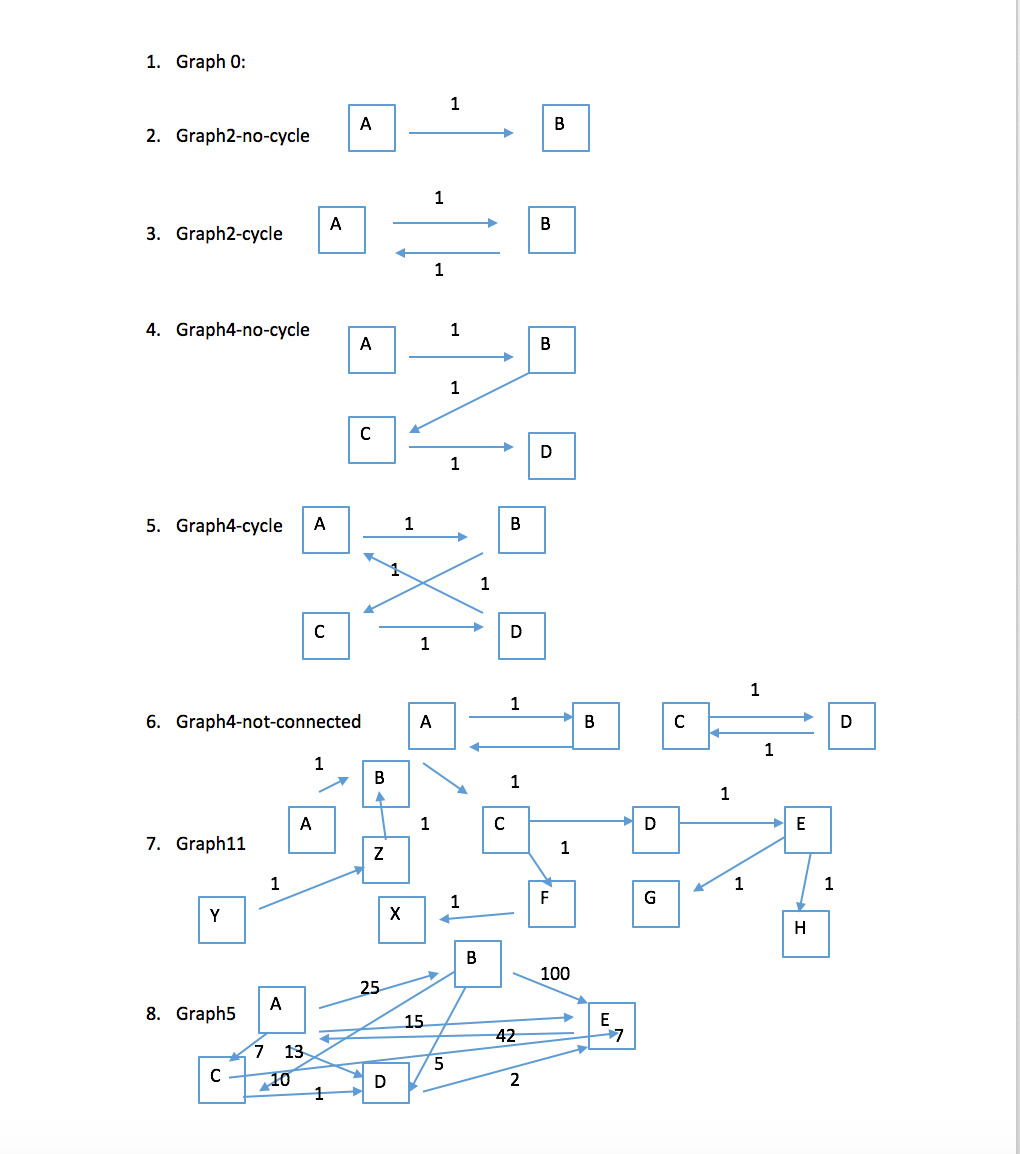 1. Graph 0:
1
A
B
2. Graph2-no-cycle
1
A
B
3. Graph2-cycle
1
4. Graph4-no-cycle
1
A
B
1
C
D
1
5. Graph4-cycle
A
1
B
1
1
C
D
1
1
1
6. Graph4-not-connected
A
B
C
D
1
1
B
1
1
A
1
C
D
E
7. Graph11
Z
1
1
1
1
Y
X
1
F
G
H
B
100
25
8. Graph5
A
15
E
42
7
7
13
5
C
10
D
2
1